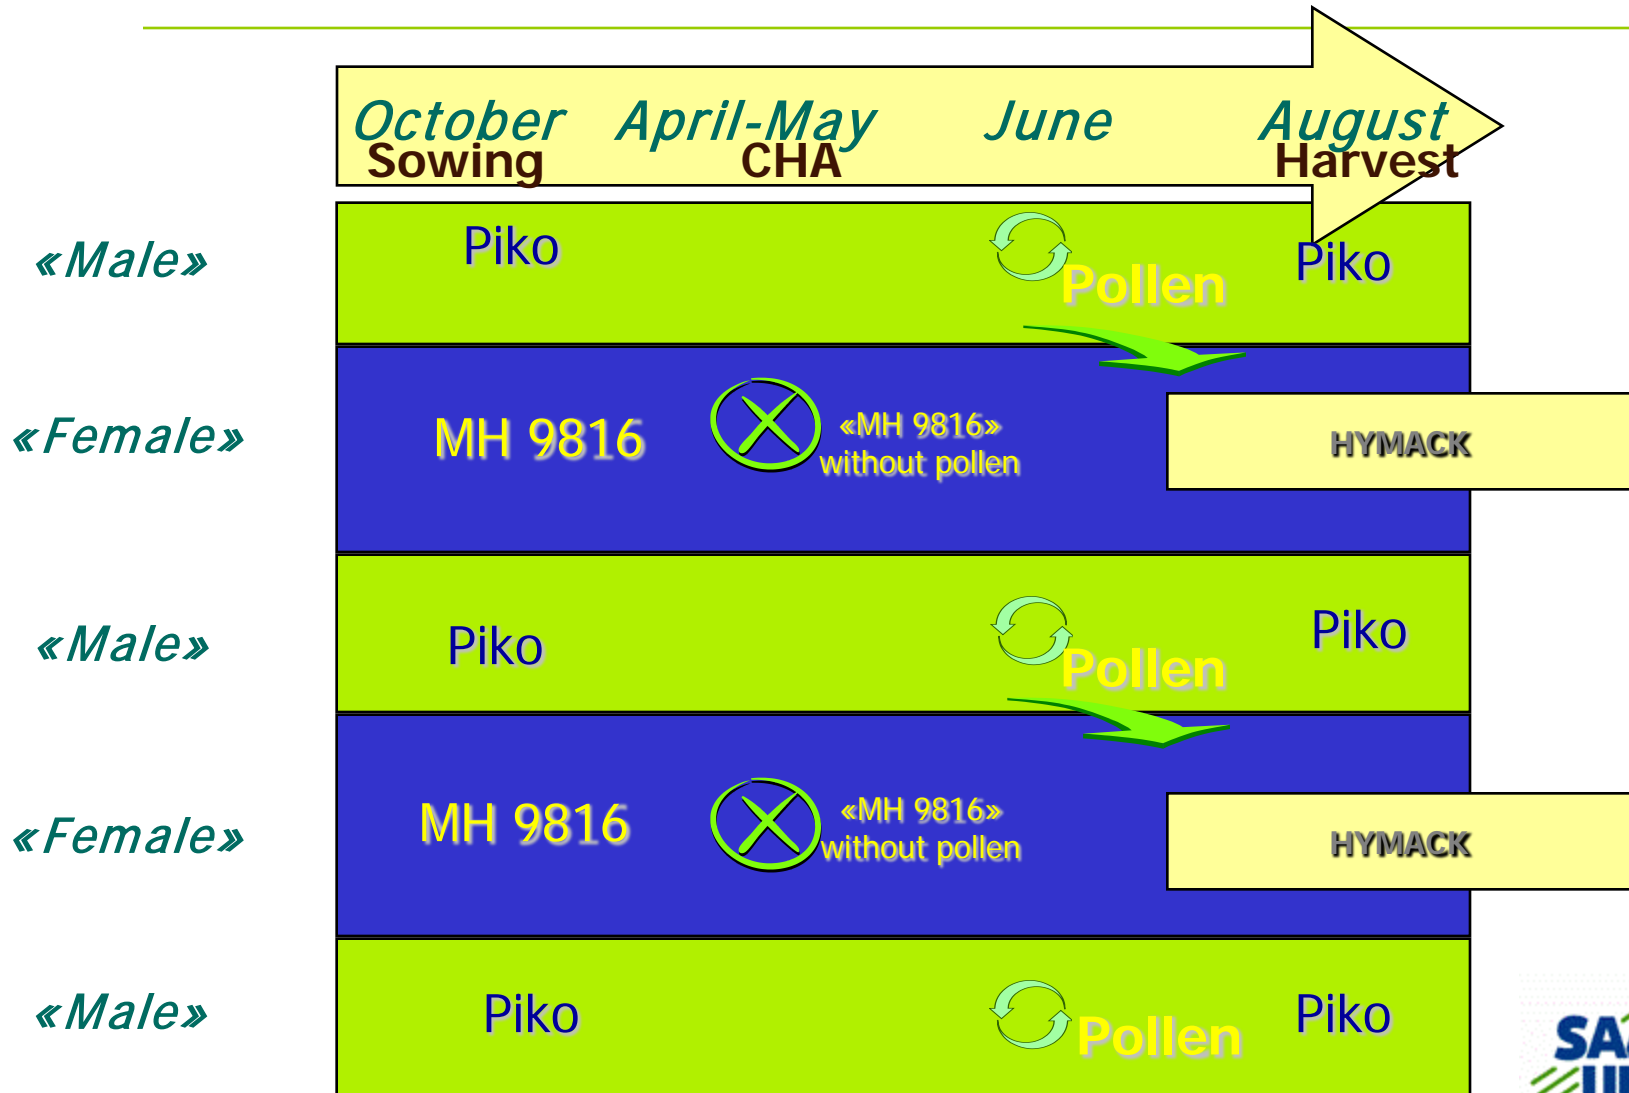 October April-May June August
Sowing CHA Harvest
«Male» Piko Pollen Piko
«Female» MH 9816 «MH 9816» without pollen HYMACK
«Male» Piko Pollen Piko
«Female» MH 9816 «MH 9816» without pollen HYMACK
«Male» Piko Pollen Piko